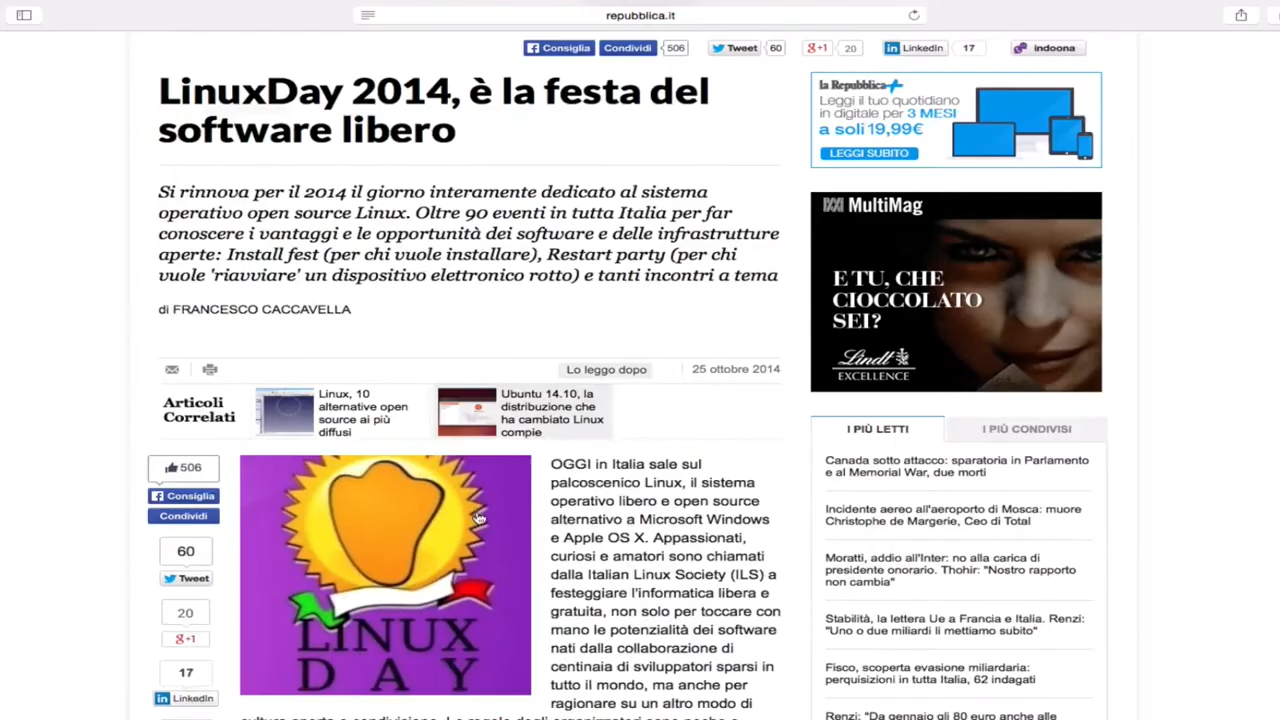 repubblica.it
Consiglia Condividi 506 Tweet 60 g+1 20 in LinkedIn 17 indoona
LinuxDay 2014, è la festa del
software libero
Si rinnova per il 2014 il giorno interamente dedicato al sistema
operativo open source Linux. Oltre 90 eventi in tutta Italia per far
conoscere i vantaggi e le opportunità dei software e delle infrastrutture
aperte: Install fest (per chi vuole installare), Restart party (per chi
vuole 'riavviare' un dispositivo elettronico rotto) e tanti incontri a tema
di FRANCESCO CACCAVELLA
Lo leggo dopo
25 ottobre 2014
Articoli
Correlati
Linux, 10
alternative open
source ai più
diffusi
Ubuntu 14.10, la
distribuzione che
ha cambiato Linux
compie
506
Consiglia
Condividi
60
Tweet
20
g+1
17
in LinkedIn
LINUX
DAY
OGGI in Italia sale sul
palcoscenico Linux, il sistema
operativo libero e open source
alternativo a Microsoft Windows
e Apple OS X. Appassionati,
curiosi e amatori sono chiamati
dalla Italian Linux Society (ILS) a
festeggiare l'informatica libera e
gratuita, non solo per toccare con
mano le potenzialità dei software
nati dalla collaborazione di
centinaia di sviluppatori sparsi in
tutto il mondo, ma anche per
ragionare su un altro modo di
la Repubblica+
Leggi il tuo quotidiano
in digitale per 3 MESI
a soli 19,99€
LEGGI SUBITO
MultiMag
E TU, CHE
CIOCCOLATO
SEI?
Lindt
EXCELLENCE
I PIÙ LETTI
I PIÙ CONDIVISI
Canada sotto attacco: sparatoria in Parlamento
e al Memorial War, due morti
Incidente aereo all'aeroporto di Mosca: muore
Christophe de Margerie, Ceo di Total
Moratti, addio all'Inter: no alla carica di
presidente onorario. Thohir: "Nostro rapporto
non cambia"
Stabilità, la lettera Ue a Francia e Italia. Renzi:
"Uno o due miliardi li mettiamo subito"
Fisco, scoperta evasione miliardaria:
perquisizioni in tutta Italia, 62 indagati
Renzi: "Da gennaio gli 80 euro anche alle